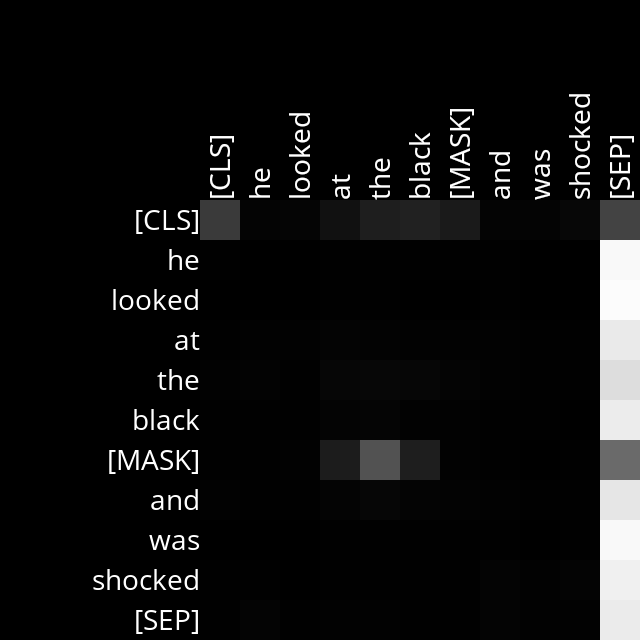 [CLS] he looked at the black [MASK] and was shocked [SEP]
[CLS]
he
looked
at
the
black
[MASK]
and
was
shocked
[SEP]